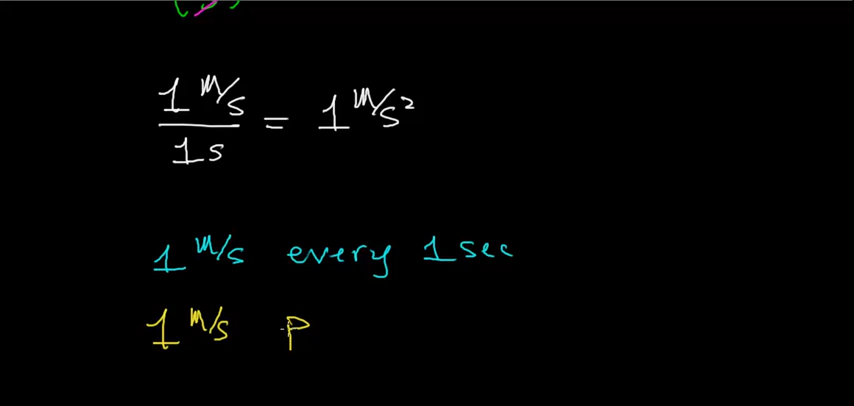 1 m/s / 1 s = 1 m/s²
1 m/s every 1 sec
1 m/s p